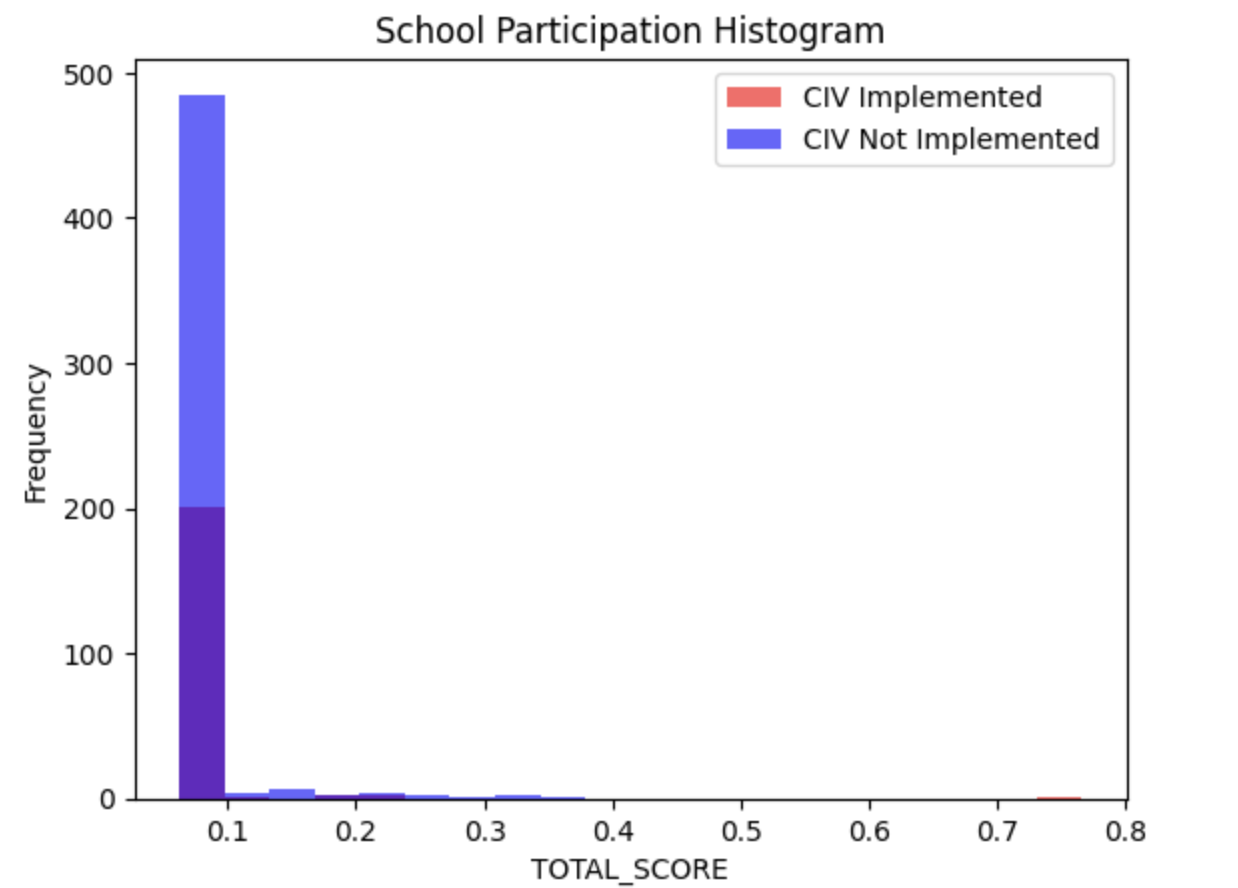 School Participation Histogram
CIV Implemented
CIV Not Implemented
500
400
300
200
100
0
Frequency
0.1 0.2 0.3 0.4 0.5 0.6 0.7 0.8
TOTAL_SCORE